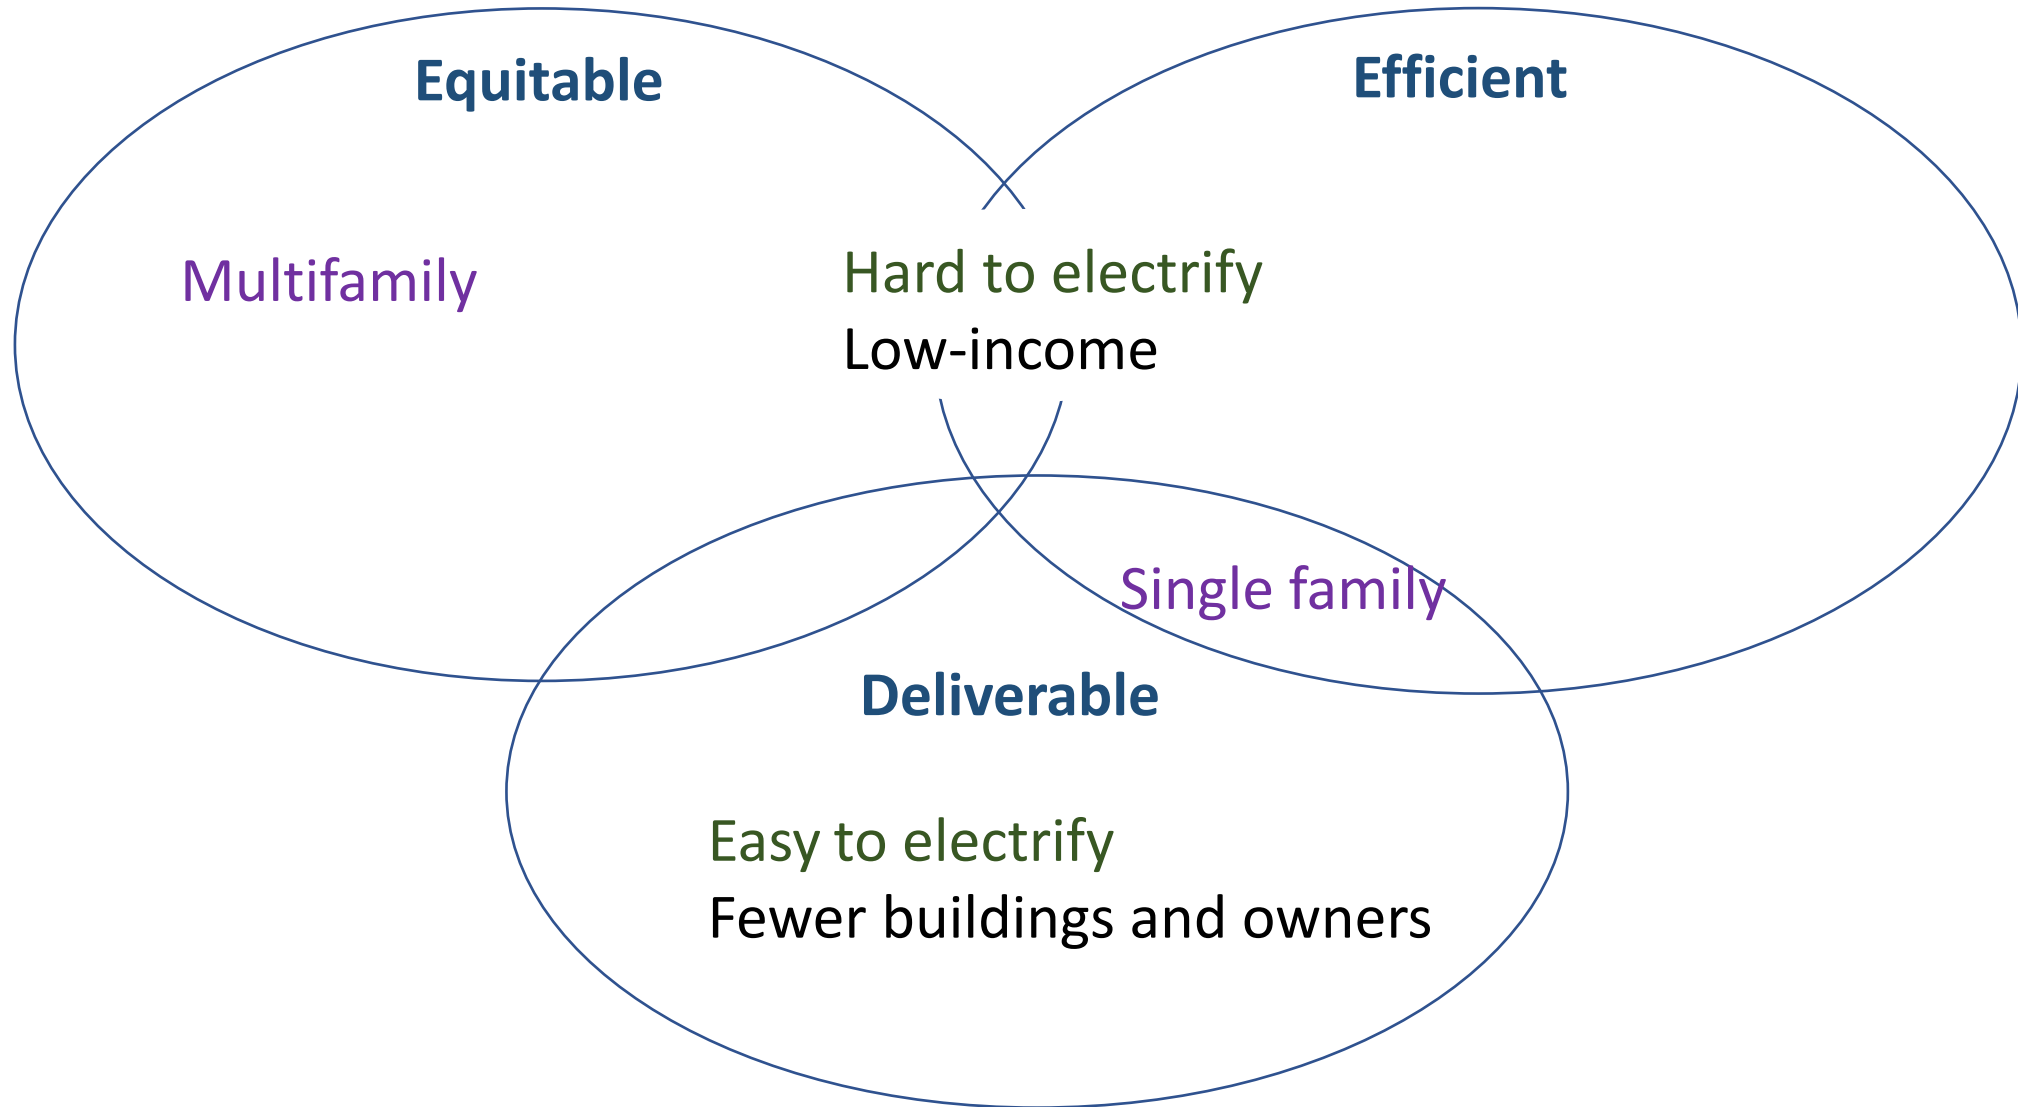 Equitable
Efficient
Multifamily
Hard to electrify
Low-income
Single family
Deliverable
Easy to electrify
Fewer buildings and owners